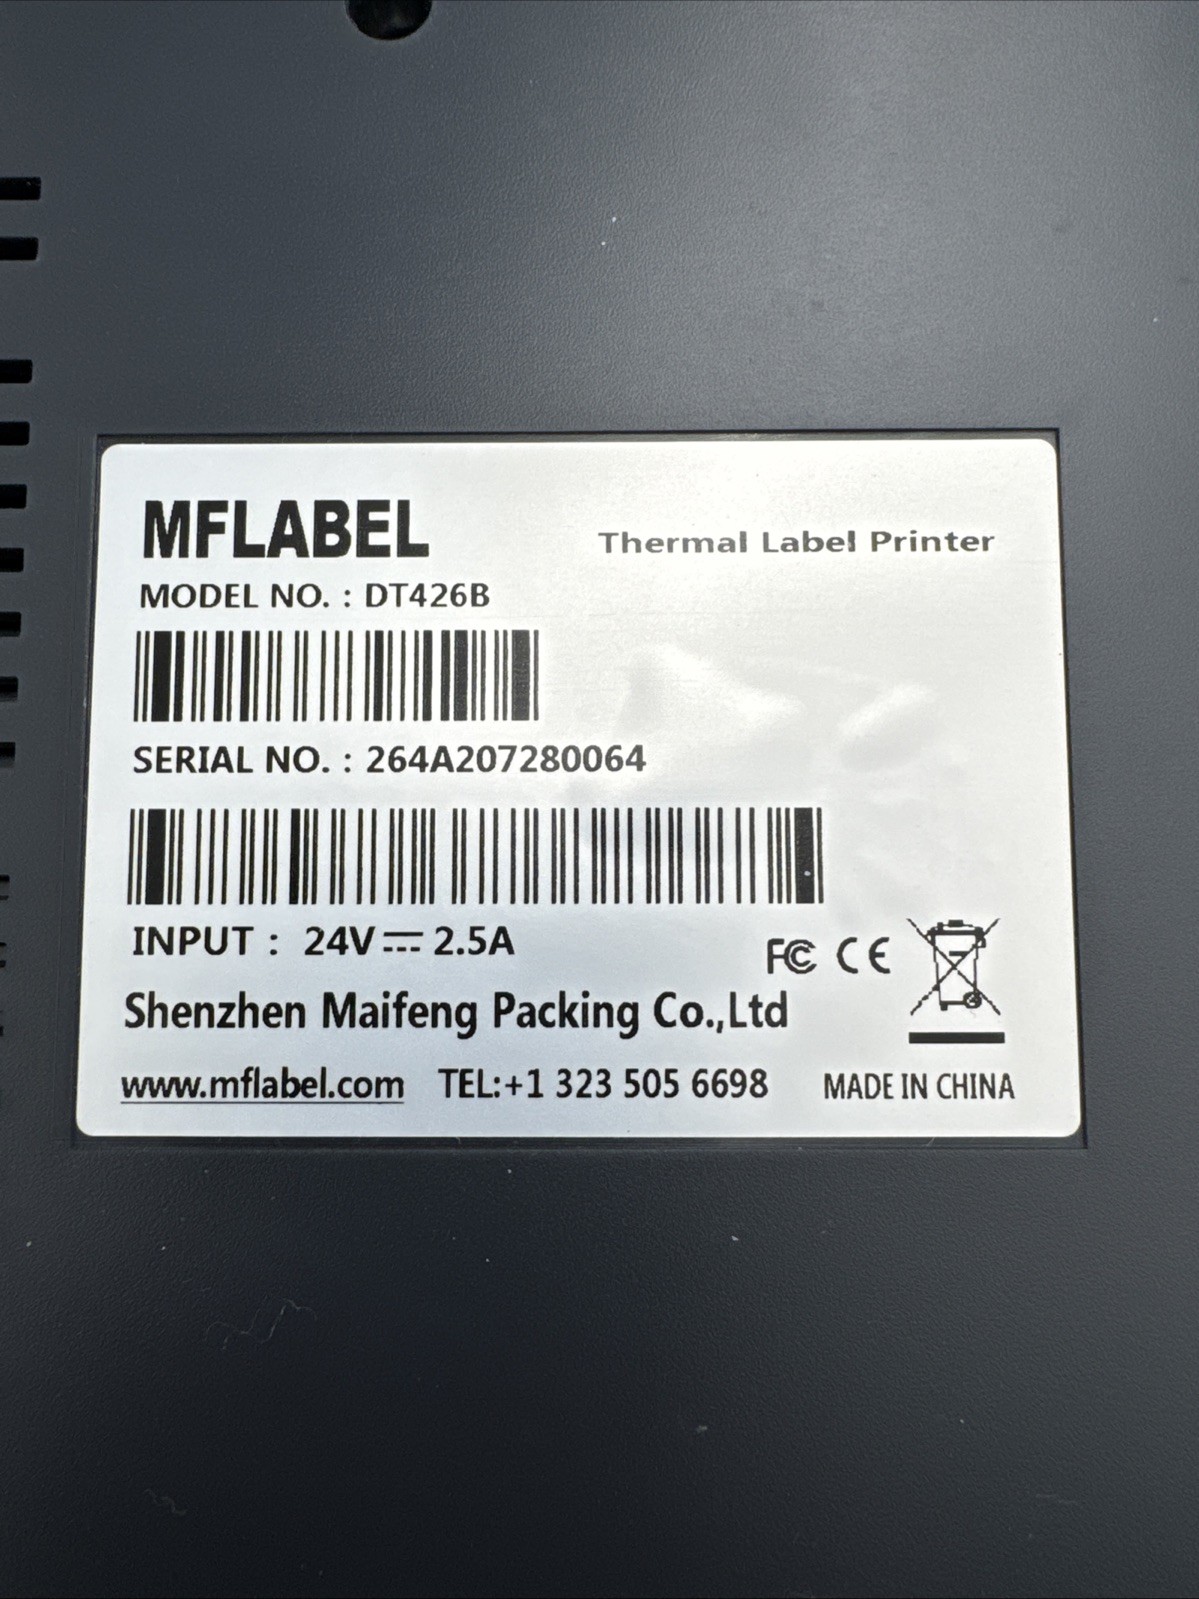 MFLABEL
Thermal Label Printer
MODEL NO. : DT426B
SERIAL NO. : 264A207280064
INPUT : 24V⎓2.5A
FC CE
Shenzhen Maifeng Packing Co.,Ltd
www.mflabel.com TEL:+1 323 505 6698 MADE IN CHINA